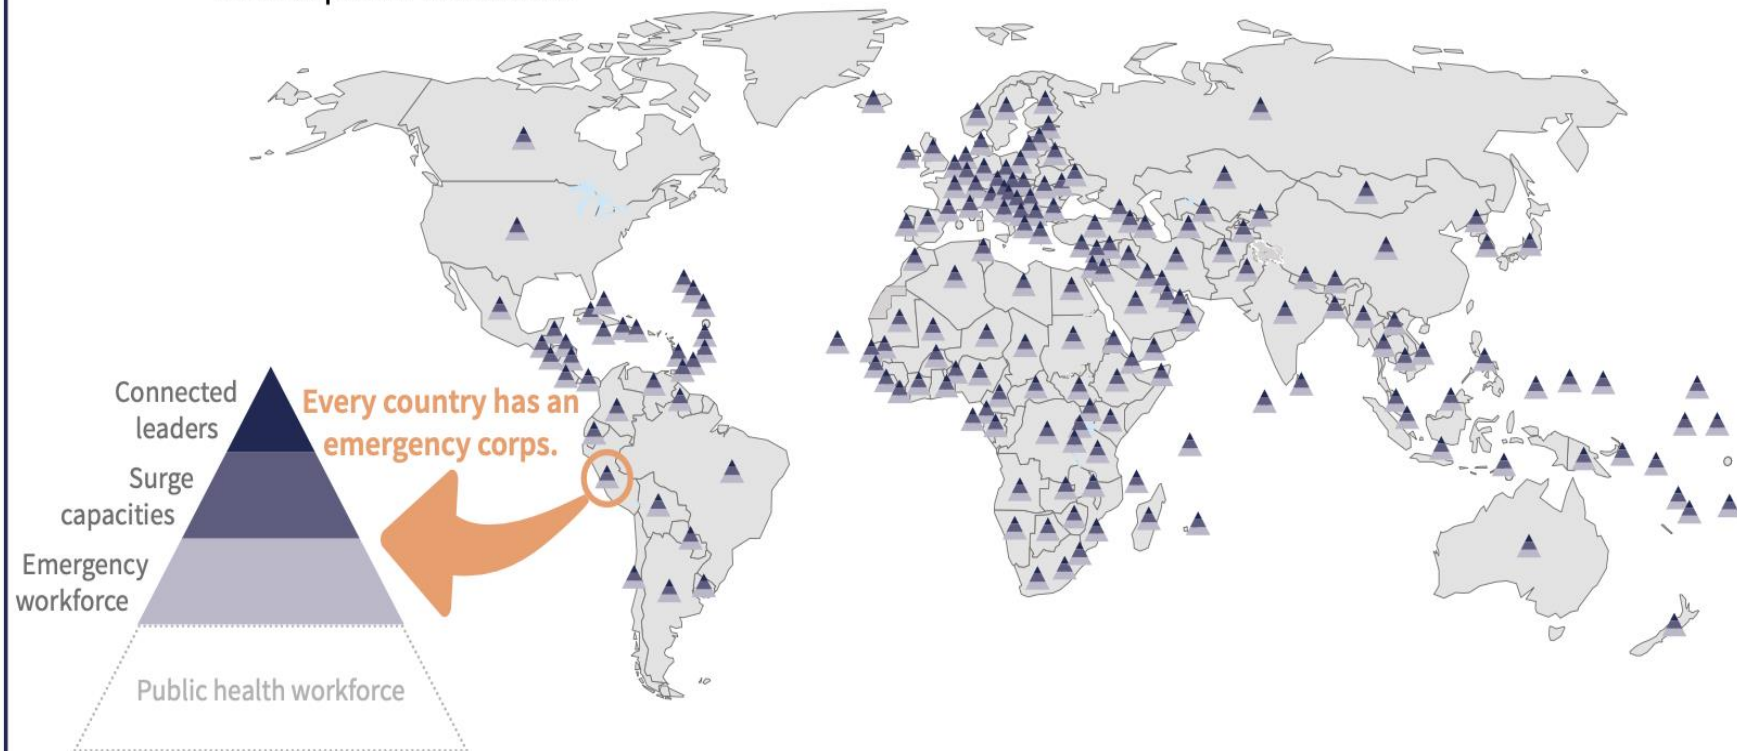 Connected
leaders
Every country has an
emergency corps.
Surge
capacities
Emergency
workforce
Public health workforce